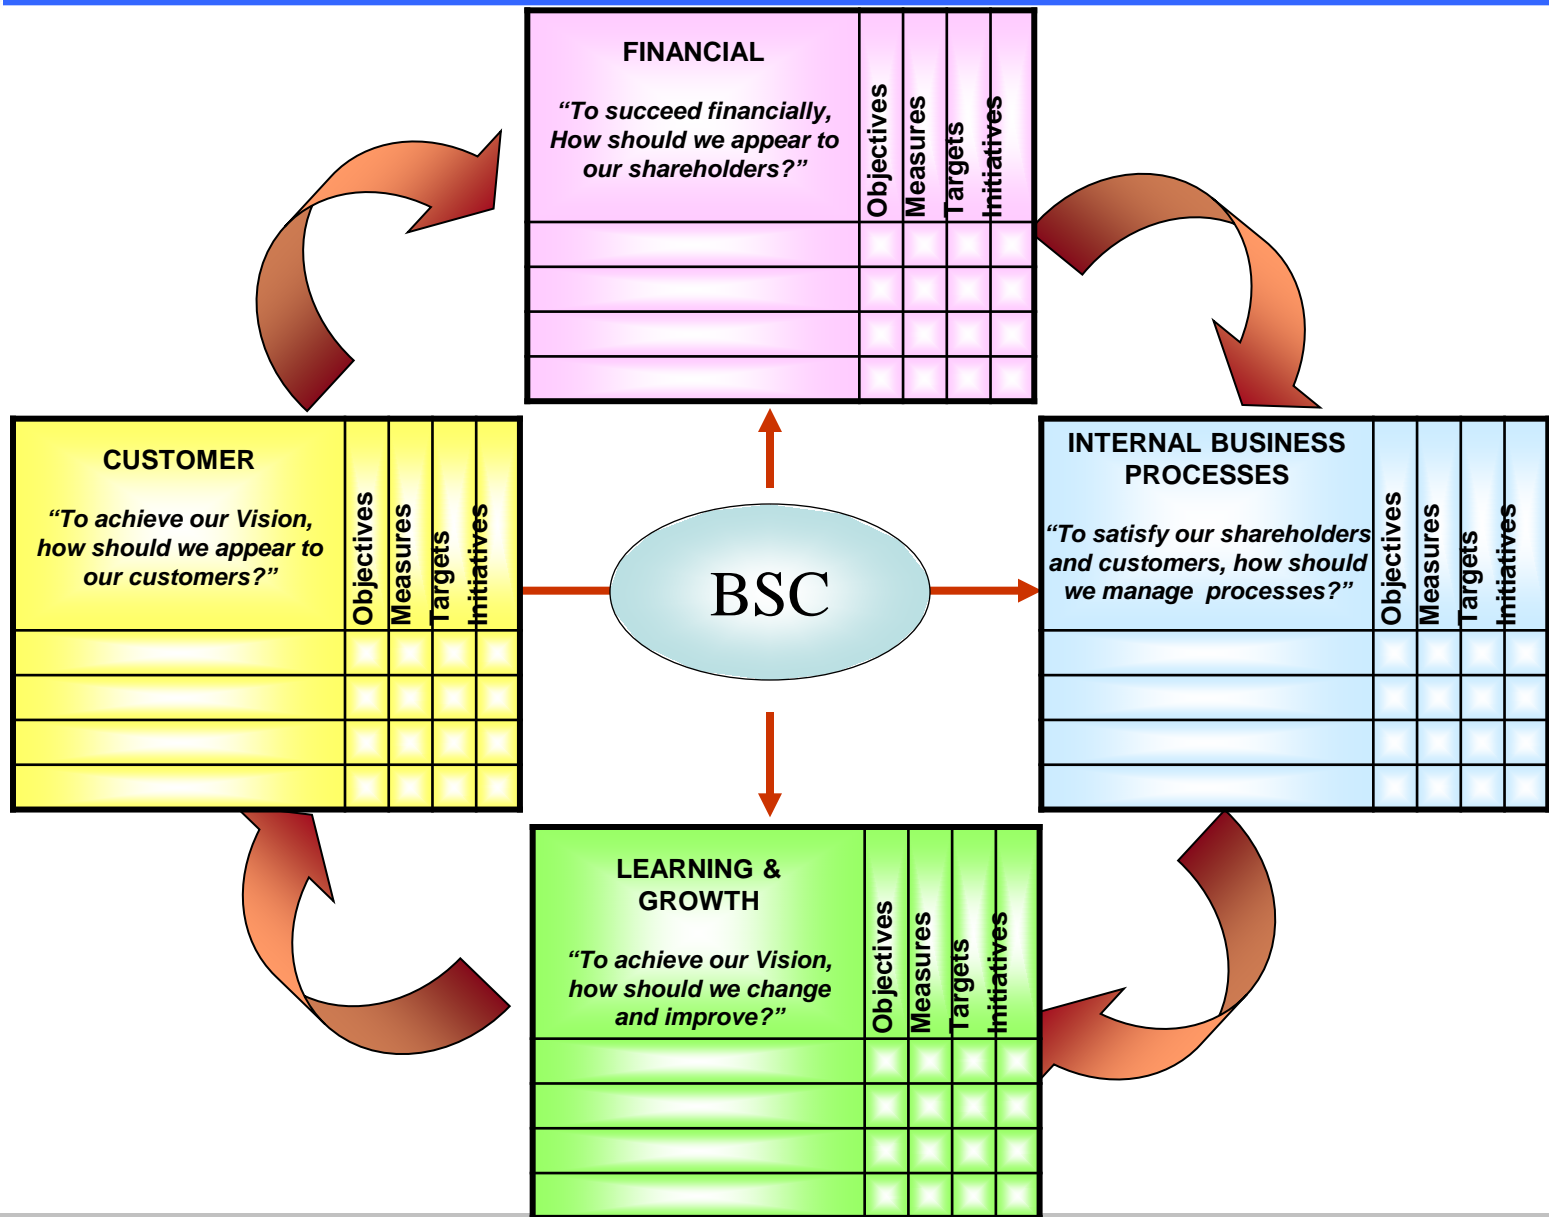 FINANCIAL
“To succeed financially,
How should we appear to
our shareholders?”
Objectives
Measures
Targets
Initiatives
CUSTOMER
“To achieve our Vision,
how should we appear to
our customers?”
Objectives
Measures
Targets
Initiatives
BSC
INTERNAL BUSINESS
PROCESSES
“To satisfy our shareholders
and customers, how should
we manage  processes?”
Objectives
Measures
Targets
Initiatives
LEARNING &
GROWTH
“To achieve our Vision,
how should we change
and improve?”
Objectives
Measures
Targets
Initiatives